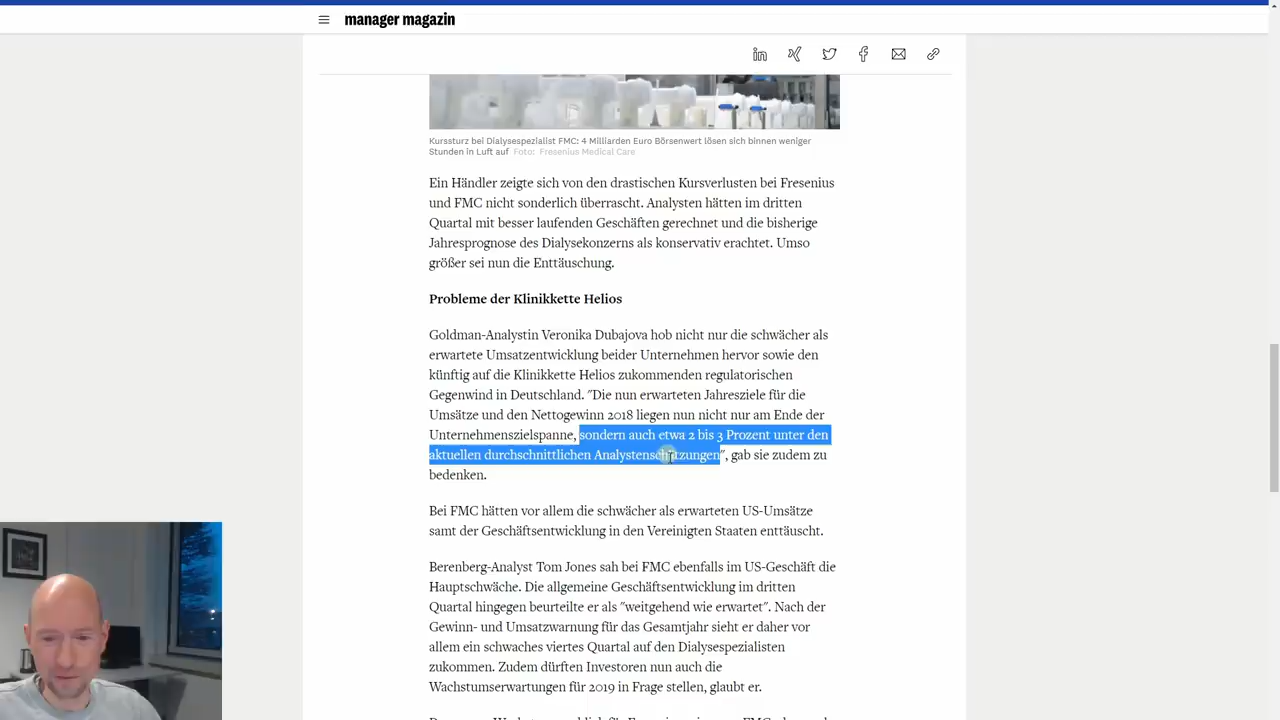 manager magazin
Kurssturz bei Dialysespezialist FMC: 4 Milliarden Euro Börsenwert lösen sich binnen weniger
Stunden in Luft auf Foto: Fresenius Medical Care
Ein Händler zeigte sich von den drastischen Kursverlusten bei Fresenius
und FMC nicht sonderlich überrascht. Analysten hätten im dritten
Quartal mit besser laufenden Geschäften gerechnet und die bisherige
Jahresprognose des Dialysekonzerns als konservativ erachtet. Umso
größer sei nun die Enttäuschung.
Probleme der Klinikkette Helios
Goldman-Analystin Veronika Dubajova hob nicht nur die schwächer als
erwartete Umsatzentwicklung beider Unternehmen hervor sowie den
künftig auf die Klinikkette Helios zukommenden regulatorischen
Gegenwind in Deutschland. "Die nun erwarteten Jahresziele für die
Umsätze und den Nettogewinn 2018 liegen nun nicht nur am Ende der
Unternehmenszielspanne, sondern auch etwa 2 bis 3 Prozent unter den
aktuellen durchschnittlichen Analystenschätzungen", gab sie zudem zu
bedenken.
Bei FMC hätten vor allem die schwächer als erwarteten US-Umsätze
samt der Geschäftsentwicklung in den Vereinigten Staaten enttäuscht.
Berenberg-Analyst Tom Jones sah bei FMC ebenfalls im US-Geschäft die
Hauptschwäche. Die allgemeine Geschäftsentwicklung im dritten
Quartal hingegen beurteilte er als "weitgehend wie erwartet". Nach der
Gewinn- und Umsatzwarnung für das Gesamtjahr sieht er daher vor
allem ein schwaches viertes Quartal auf den Dialysespezialisten
zukommen. Zudem dürften Investoren nun auch die
Wachstumserwartungen für 2019 in Frage stellen, glaubt er.